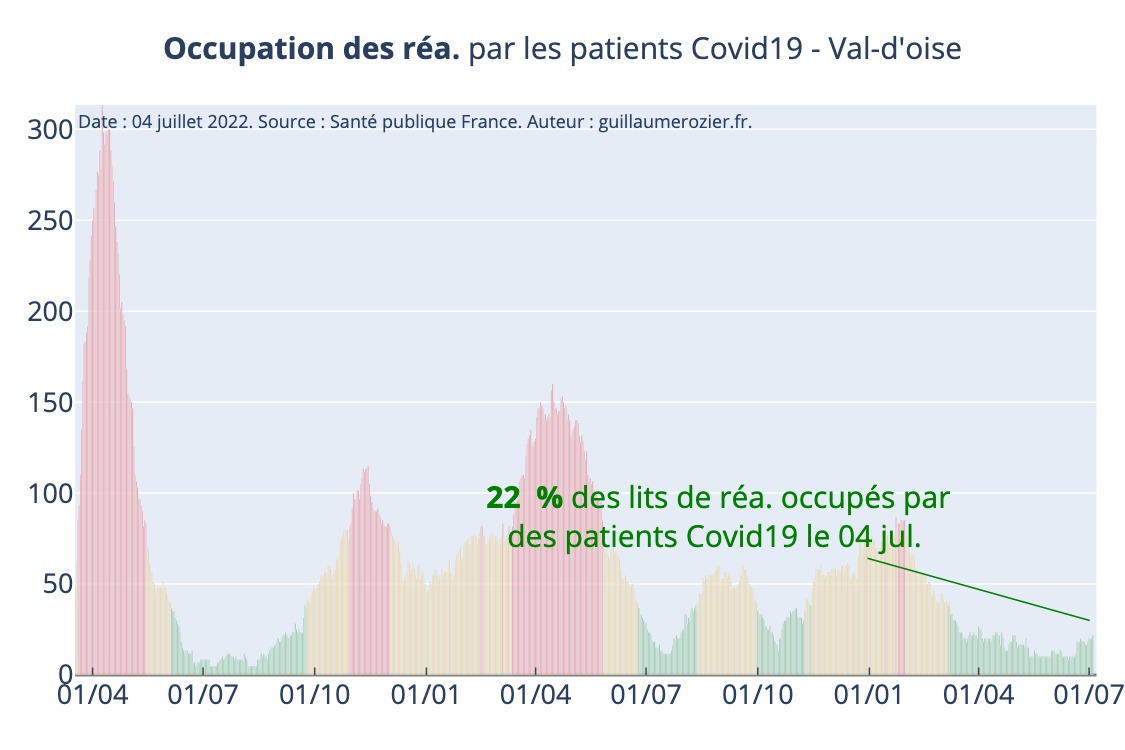 Occupation des réa. par les patients Covid19 - Val-d'oise
Date : 04 juillet 2022. Source : Santé publique France. Auteur : guillaumerozier.fr.
300
250
200
150
100
50
0
22 % des lits de réa. occupés par
des patients Covid19 le 04 jul.
01/04 01/07 01/10 01/01 01/04 01/07 01/10 01/01 01/04 01/07